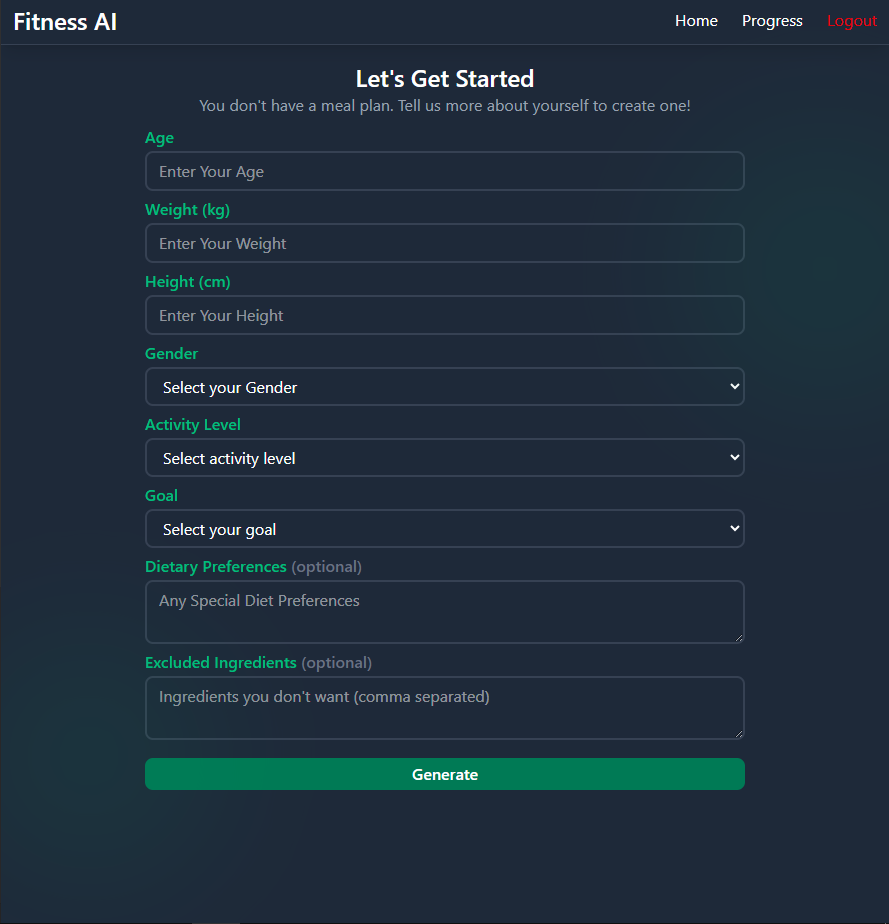 Fitness AI
Home Progress Logout
Let's Get Started
You don't have a meal plan. Tell us more about yourself to create one!
Age
Enter Your Age
Weight (kg)
Enter Your Weight
Height (cm)
Enter Your Height
Gender
Select your Gender
Activity Level
Select activity level
Goal
Select your goal
Dietary Preferences (optional)
Any Special Diet Preferences
Excluded Ingredients (optional)
Ingredients you don't want (comma separated)
Generate